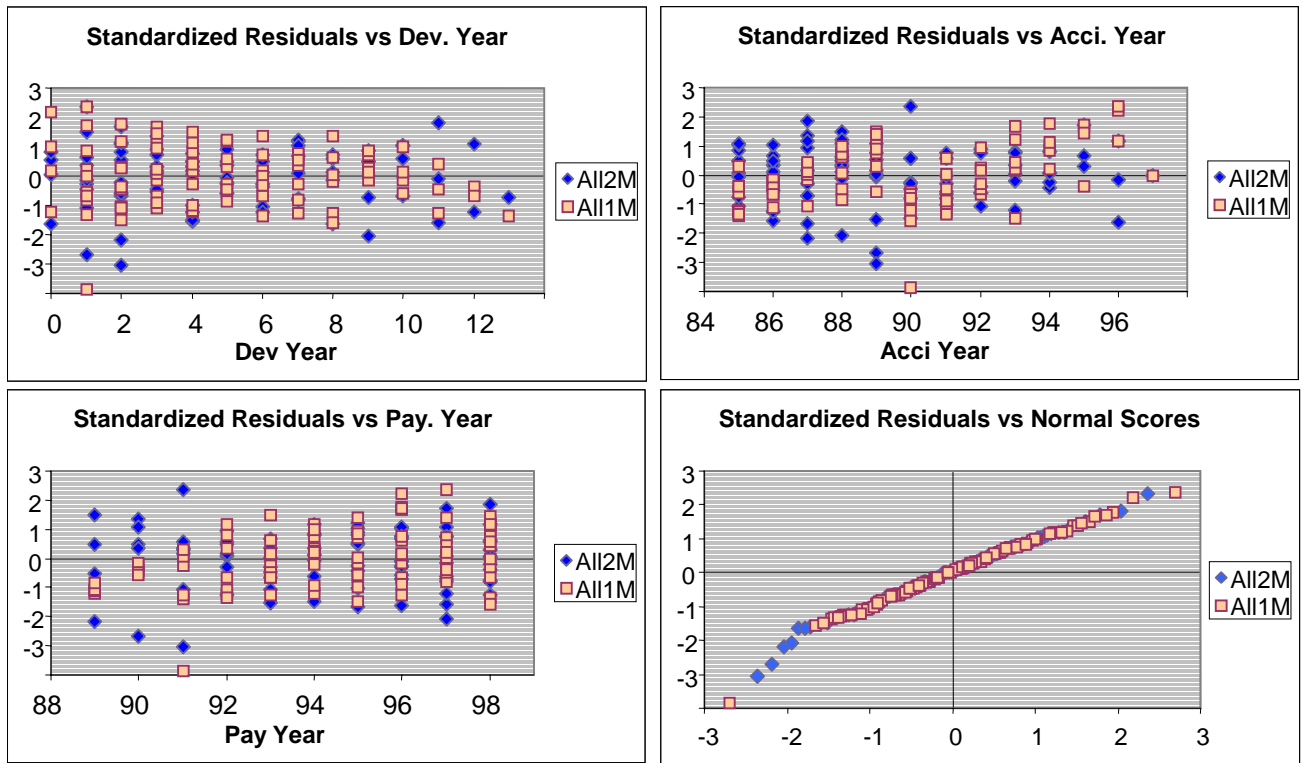 Standardized Residuals vs Dev. Year
3
2
1
0
-1
-2
-3
0 2 4 6 8 10 12
Dev Year
All2M
All1M
Standardized Residuals vs Acci. Year
3
2
1
0
-1
-2
-3
84 86 88 90 92 94 96
Acci Year
All2M
All1M
Standardized Residuals vs Pay. Year
3
2
1
0
-1
-2
-3
88 90 92 94 96 98
Pay Year
All2M
All1M
Standardized Residuals vs Normal Scores
3
2
1
0
-1
-2
-3
-3 -2 -1 0 1 2 3
All2M
All1M